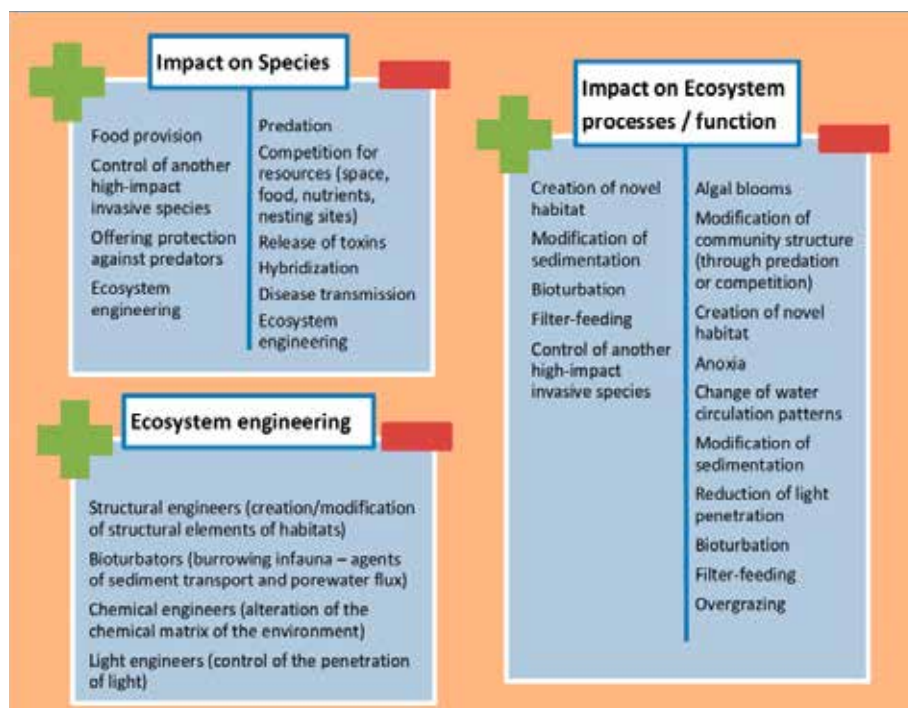 Impact on Species
Food provision
Control of another
high-impact
invasive species
Offering protection
against predators
Ecosystem
engineering
Predation
Competition for
resources (space,
food, nutrients,
nesting sites)
Release of toxins
Hybridization
Disease transmission
Ecosystem
engineering
Ecosystem engineering
Structural engineers (creation/modification
of structural elements of habitats)
Bioturbators (burrowing infauna – agents
of sediment transport and porewater flux)
Chemical engineers (alteration of the
chemical matrix of the environment)
Light engineers (control of the penetration
of light)
Impact on Ecosystem
processes / function
Creation of novel
habitat
Modification of
sedimentation
Bioturbation
Filter-feeding
Control of another
high-impact
invasive species
Algal blooms
Modification of
community structure
(through predation
or competition)
Creation of novel
habitat
Anoxia
Change of water
circulation patterns
Modification of
sedimentation
Reduction of light
penetration
Bioturbation
Filter-feeding
Overgrazing